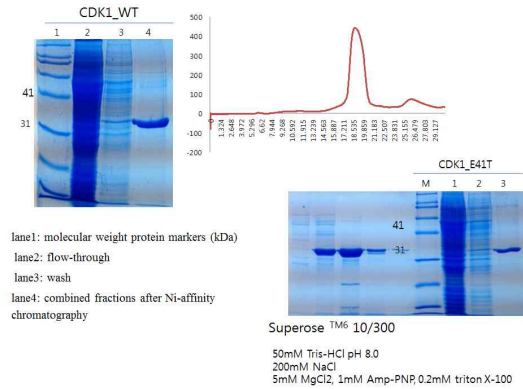 CDK1_WT
1 2 3 4
41
31
500
400
300
200
100
0
-100
-200
0 1.324 2.648 3.972 5.296 6.62 7.944 9.268 10.592 11.915 13.239 14.563 15.887 17.211 18.535 19.859 21.183 22.507 23.831 25.155 26.479 27.803 29.127
lane1: molecular weight protein markers (kDa)
lane2: flow-through
lane3: wash
lane4: combined fractions after Ni-affinity
chromatography
CDK1_E41T
M 1 2 3
41
31
Superose TM6 10/300
50mM Tris-HCl pH 8.0
200mM NaCl
5mM MgCl2, 1mM Amp-PNP, 0.2mM triton X-100